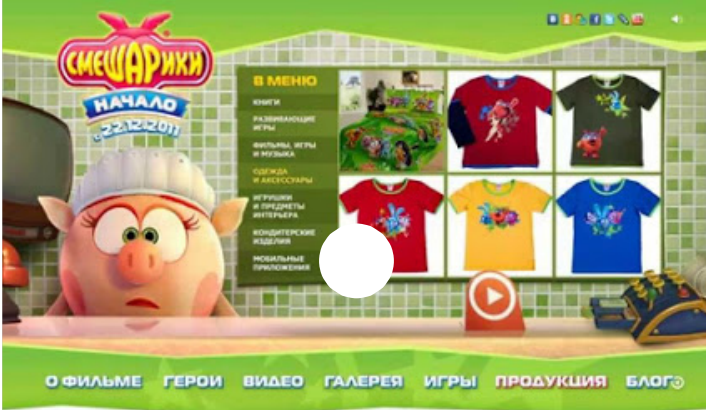 СМЕШАРИКИ
НАЧАЛО
с 22.12.2011
В МЕНЮ
КНИГИ
РАЗВИВАЮЩИЕ
ИГРЫ
ФИЛЬМЫ, ИГРЫ
И МУЗЫКА
ОДЕЖДА
И АКСЕССУАРЫ
ИГРУШКИ
И ПРЕДМЕТЫ
ИНТЕРЬЕРА
КОНДИТЕРСКИЕ
ИЗДЕЛИЯ
МОБИЛЬНЫЕ
ПРИЛОЖЕНИЯ
О ФИЛЬМЕ ГЕРОИ ВИДЕО ГАЛЕРЕЯ ИГРЫ ПРОДУКЦИЯ БЛОГ